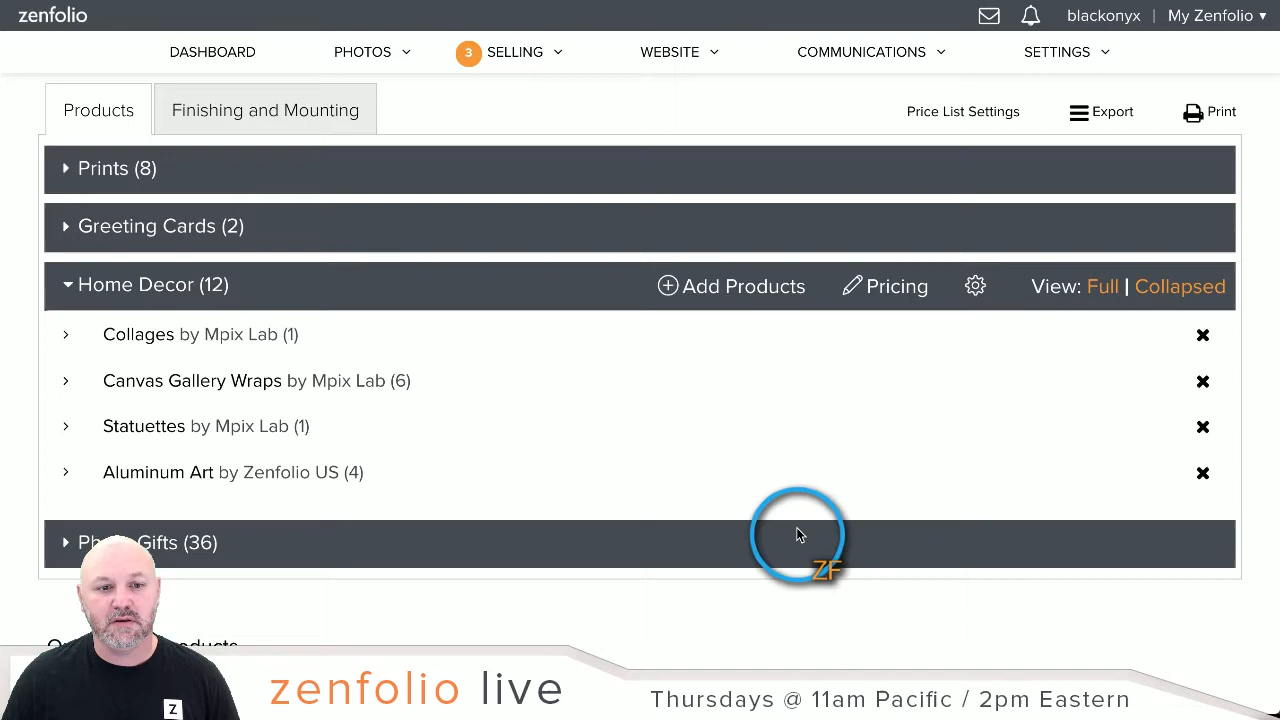 zenfolio
blackonyx | My Zenfolio ▾
DASHBOARD PHOTOS 3 SELLING WEBSITE COMMUNICATIONS SETTINGS
Products Finishing and Mounting Price List Settings Export Print
Prints (8)
Greeting Cards (2)
Home Decor (12) Add Products Pricing View: Full | Collapsed
Collages by Mpix Lab (1)
Canvas Gallery Wraps by Mpix Lab (6)
Statuettes by Mpix Lab (1)
Aluminum Art by Zenfolio US (4)
Gifts (36)
ZF
zenfolio live
Thursdays @ 11am Pacific / 2pm Eastern
Z